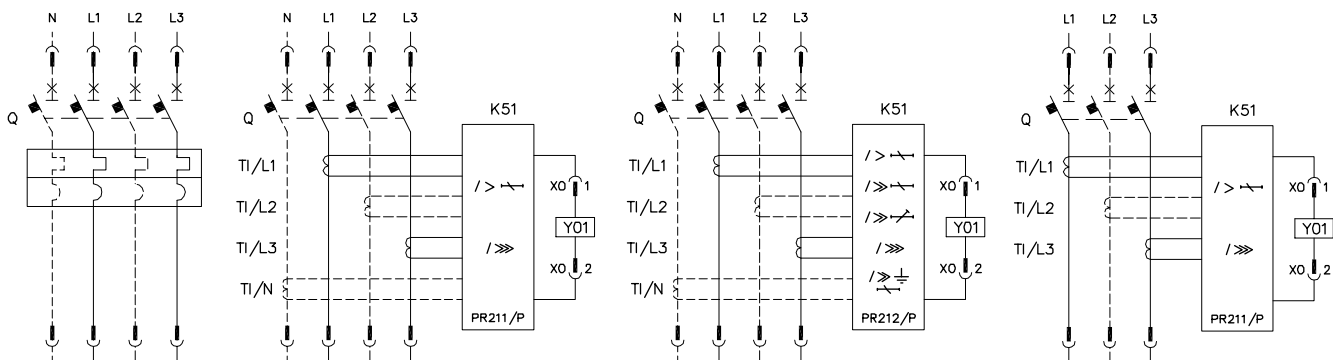 N L1 L2 L3
Q
N L1 L2 L3
Q
K51
TI/L1
TI/L2
TI/L3
TI/N
I >
I >>>
PR211/P
X0 1
Y01
X0 2
N L1 L2 L3
Q
K51
TI/L1
TI/L2
TI/L3
TI/N
I >
I >>
I >>
I >>>
I >>
PR212/P
X0 1
Y01
X0 2
L1 L2 L3
Q
K51
TI/L1
TI/L2
TI/L3
I >
I >>>
PR211/P
X0 1
Y01
X0 2